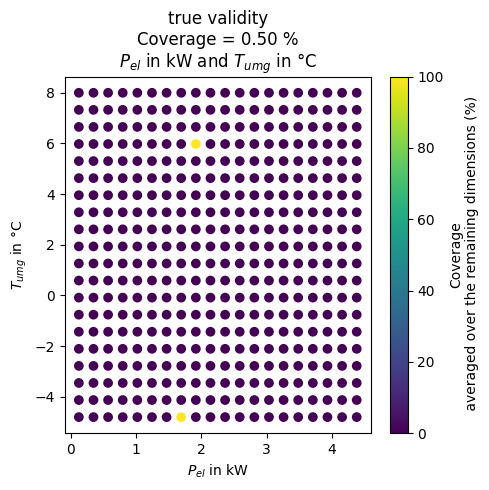 true validity
Coverage = 0.50 %
P_el in kW and T_umg in °C
8
6
4
2
0
−2
−4
T_umg in °C
0
1
2
3
4
P_el in kW
100
80
60
40
20
0
Coverage
averaged over the remaining dimensions (%)